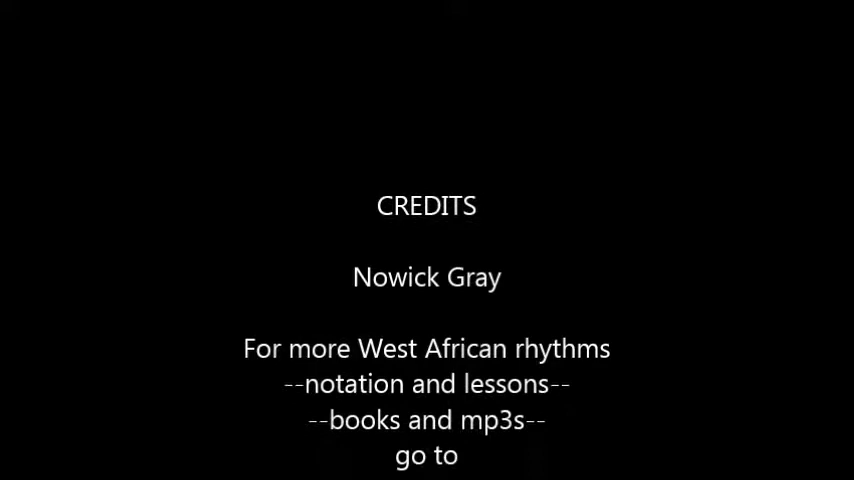 CREDITS
Nowick Gray
For more West African rhythms
--notation and lessons--
--books and mp3s--
go to